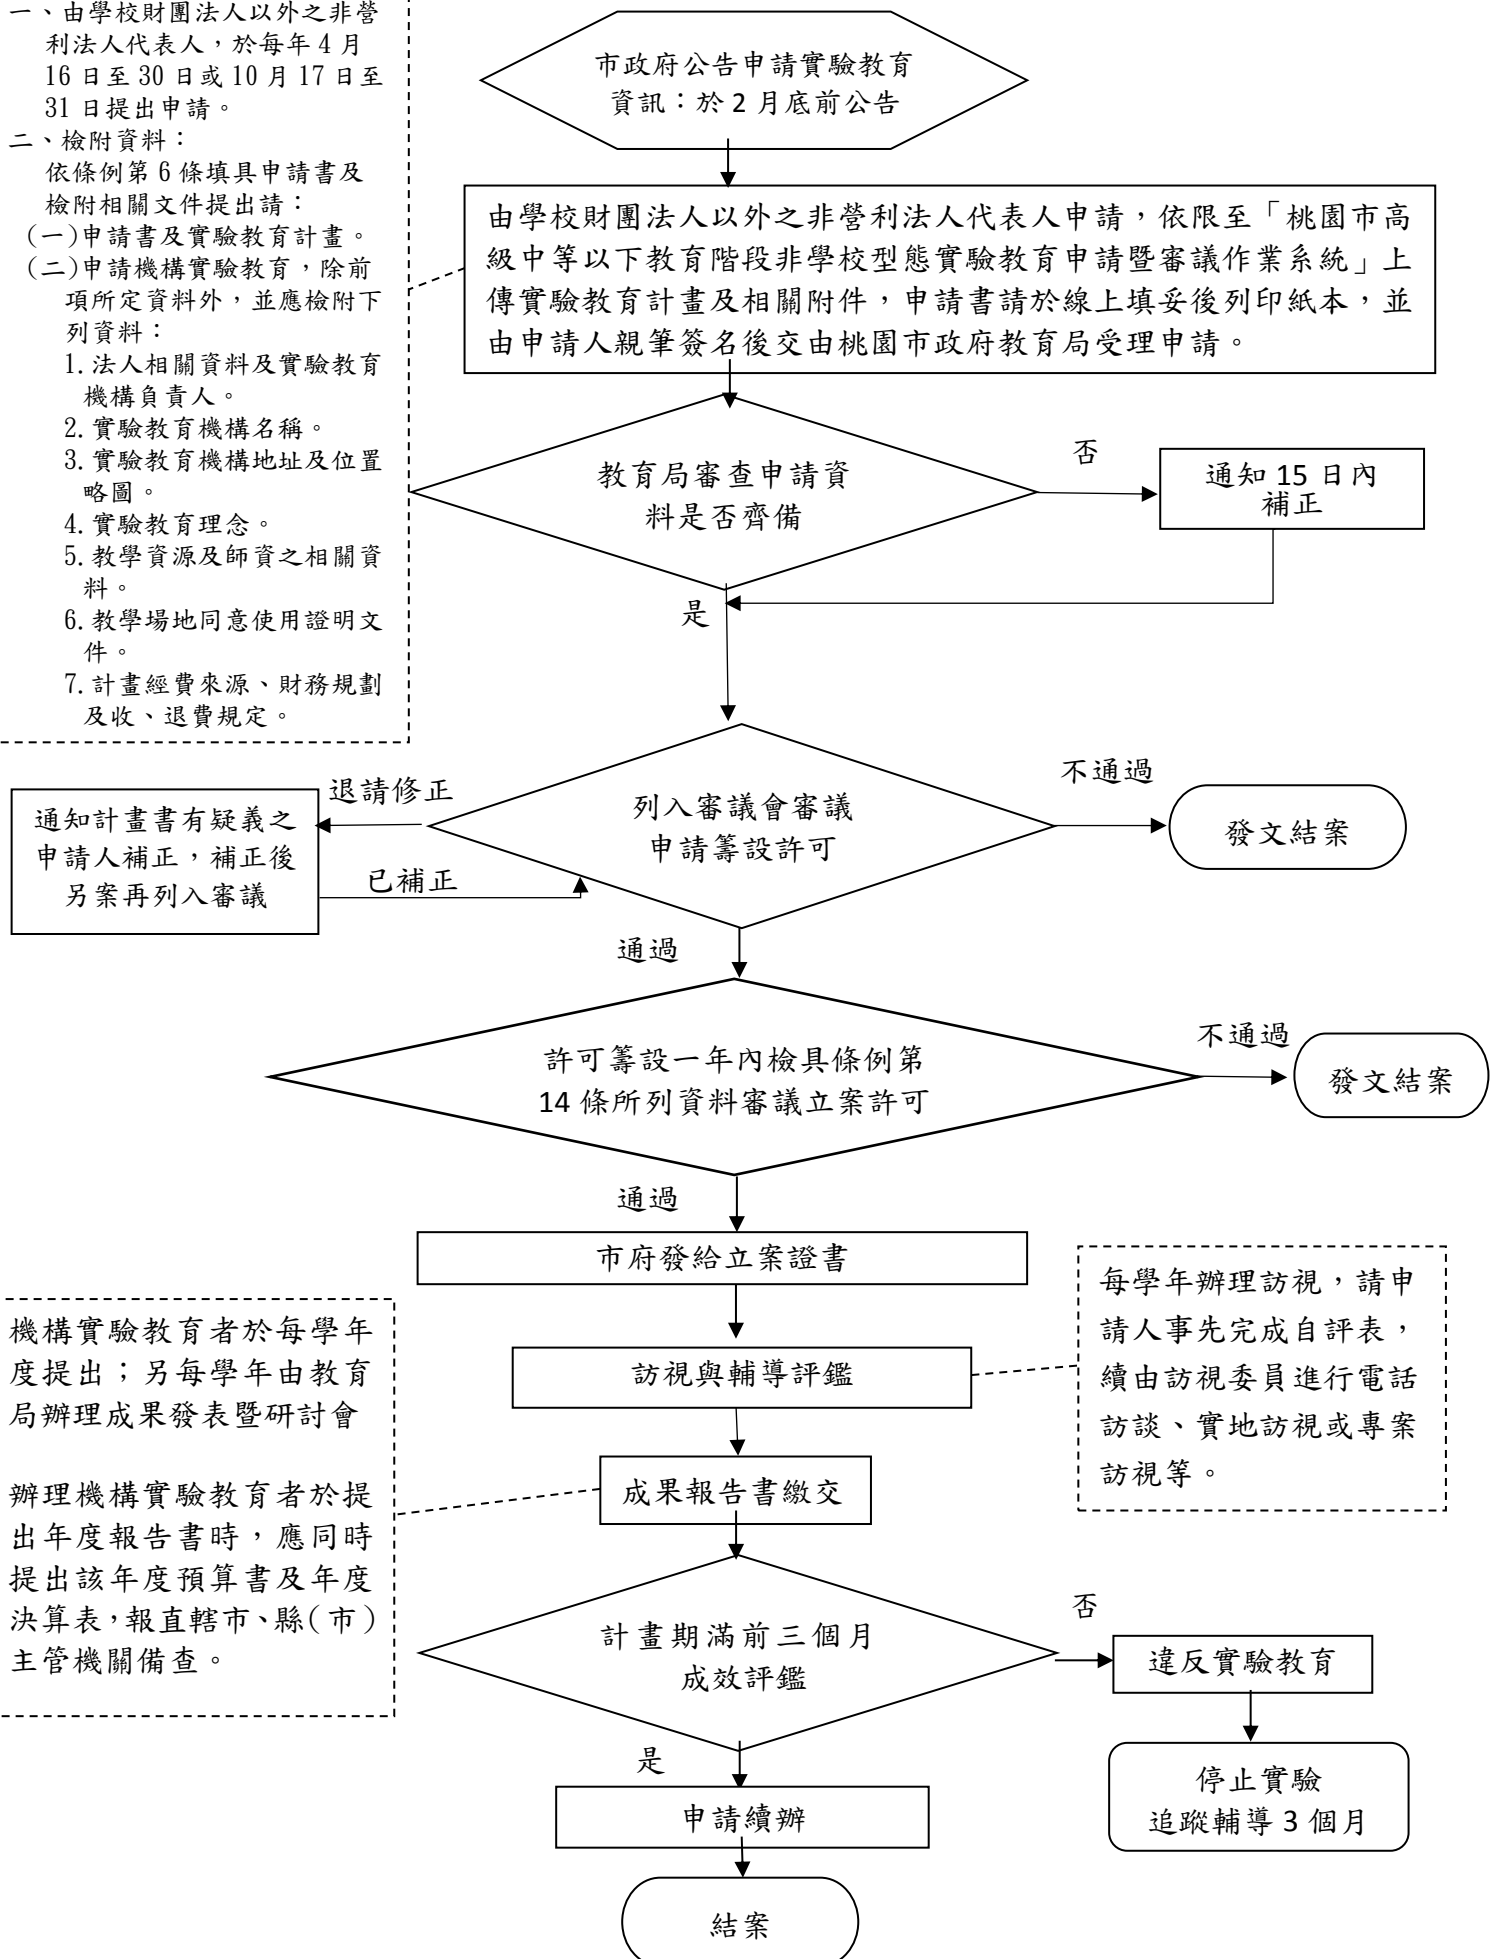 一、由學校財團法人以外之非營
利法人代表人，於每年 4 月
16 日至 30 日或 10 月 17 日至
31 日提出申請。
二、檢附資料：
依條例第 6 條填具申請書及
檢附相關文件提出請：
(一)申請書及實驗教育計畫。
(二)申請機構實驗教育，除前
項所定資料外，並應檢附下
列資料：
1.法人相關資料及實驗教育
機構負責人。
2.實驗教育機構名稱。
3.實驗教育機構地址及位置
略圖。
4.實驗教育理念。
5.教學資源及師資之相關資
料。
6.教學場地同意使用證明文
件。
7.計畫經費來源、財務規劃
及收、退費規定。
市政府公告申請實驗教育
資訊：於 2 月底前公告
由學校財團法人以外之非營利法人代表人申請，依限至「桃園市高
級中等以下教育階段非學校型態實驗教育申請暨審議作業系統」上
傳實驗教育計畫及相關附件，申請書請於線上填妥後列印紙本，並
由申請人親筆簽名後交由桃園市政府教育局受理申請。
教育局審查申請資
料是否齊備
否
通知 15 日內
補正
是
列入審議會審議
申請籌設許可
退請修正
通知計畫書有疑義之
申請人補正，補正後
另案再列入審議
已補正
不通過
發文結案
通過
許可籌設一年內檢具條例第
14 條所列資料審議立案許可
不通過
發文結案
通過
市府發給立案證書
訪視與輔導評鑑
每學年辦理訪視，請申
請人事先完成自評表，
續由訪視委員進行電話
訪談、實地訪視或專案
訪視等。
成果報告書繳交
機構實驗教育者於每學年
度提出；另每學年由教育
局辦理成果發表暨研討會
辦理機構實驗教育者於提
出年度報告書時，應同時
提出該年度預算書及年度
決算表，報直轄市、縣（市）
主管機關備查。
計畫期滿前三個月
成效評鑑
否
違反實驗教育
停止實驗
追蹤輔導 3 個月
是
申請續辦
結案